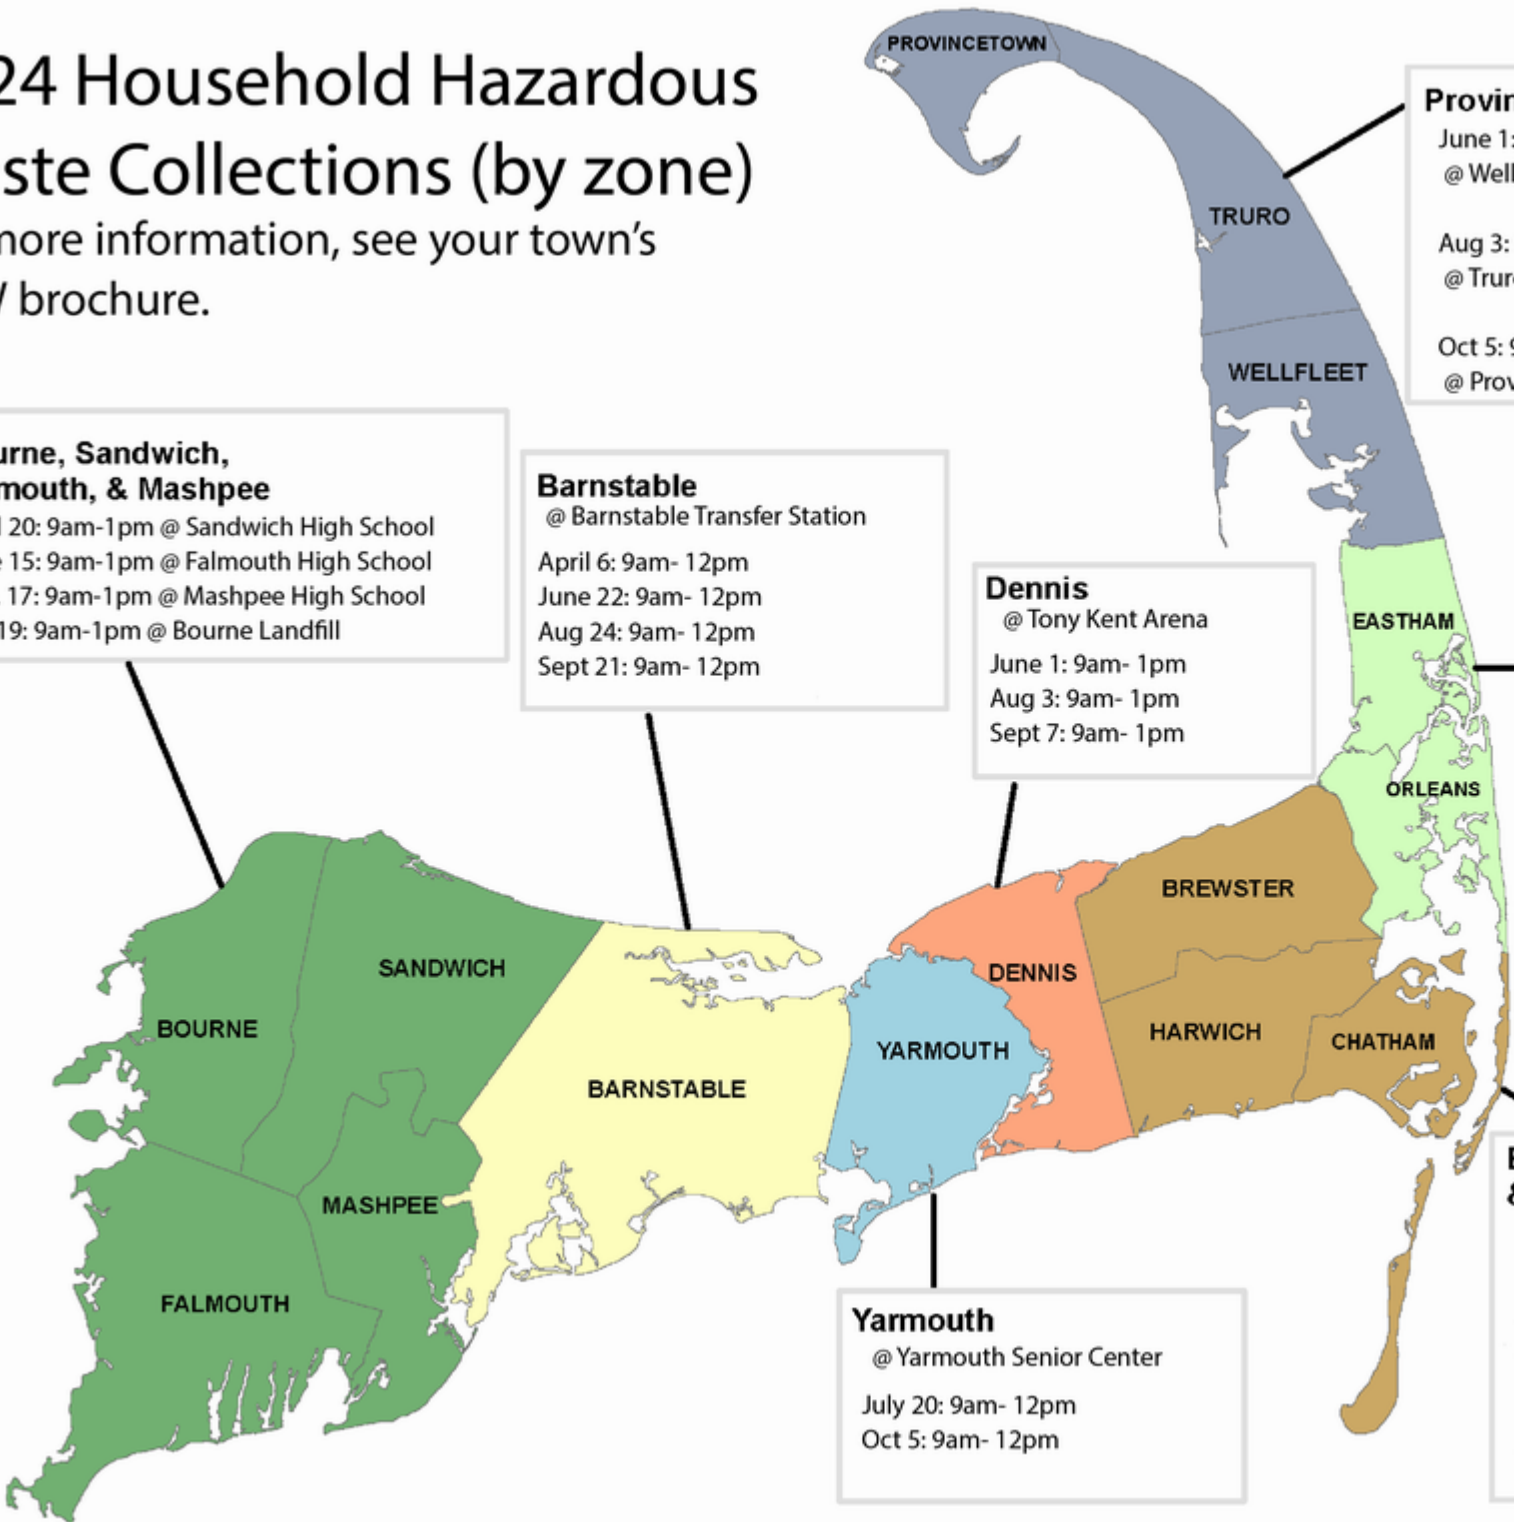 24 Household Hazardous
ste Collections (by zone)
more information, see your town's
brochure.
PROVINCETOWN
TRURO
WELLFLEET
EASTHAM
ORLEANS
BREWSTER
HARWICH
CHATHAM
DENNIS
YARMOUTH
BARNSTABLE
SANDWICH
BOURNE
MASHPEE
FALMOUTH
Provin
June 1:
@ Well
Aug 3:
@ Truro
Oct 5: 9
@ Prov
urne, Sandwich,
mouth, & Mashpee
20: 9am-1pm @ Sandwich High School
15: 9am-1pm @ Falmouth High School
17: 9am-1pm @ Mashpee High School
19: 9am-1pm @ Bourne Landfill
Barnstable
@ Barnstable Transfer Station
April 6: 9am- 12pm
June 22: 9am- 12pm
Aug 24: 9am- 12pm
Sept 21: 9am- 12pm
Dennis
@ Tony Kent Arena
June 1: 9am- 1pm
Aug 3: 9am- 1pm
Sept 7: 9am- 1pm
Yarmouth
@ Yarmouth Senior Center
July 20: 9am- 12pm
Oct 5: 9am- 12pm